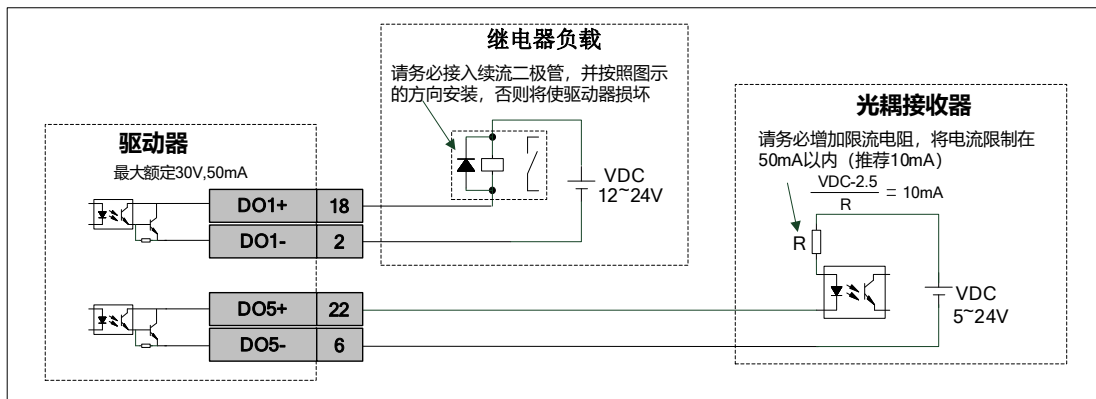 继电器负载
请务必接入续流二极管，并按照图示
的方向安装，否则将使驱动器损坏
VDC
12~24V
驱动器
最大额定30V,50mA
DO1+ 18
DO1- 2
DO5+ 22
DO5- 6
光耦接收器
请务必增加限流电阻，将电流限制在
50mA以内（推荐10mA）
VDC-2.5
R
= 10mA
R
VDC
5~24V